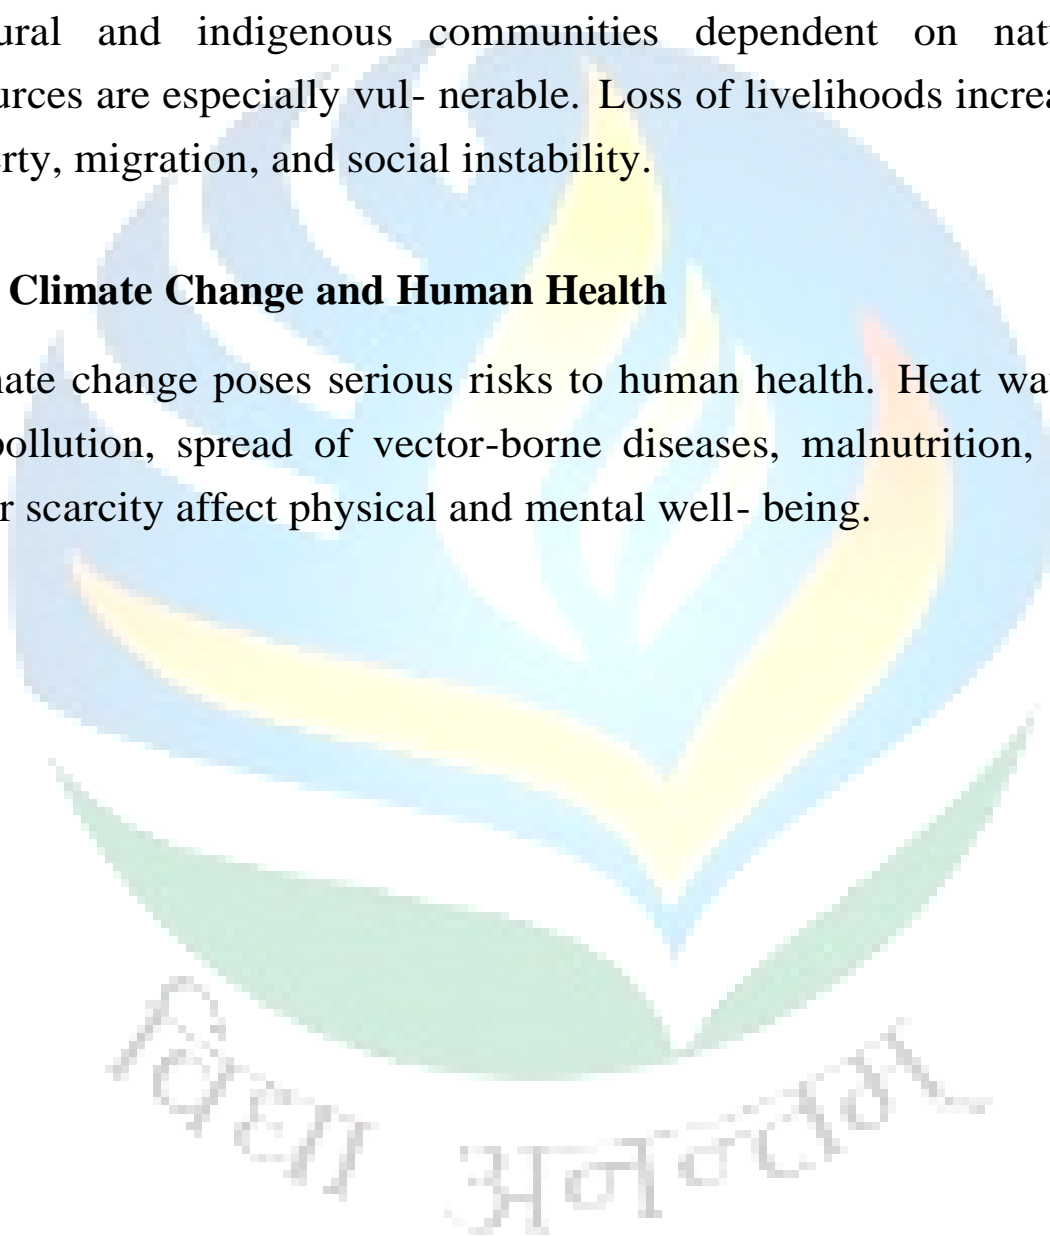 ural and indigenous communities dependent on nat
urces are especially vul- nerable. Loss of livelihoods increa
rty, migration, and social instability.
Climate Change and Human Health
nate change poses serious risks to human health. Heat wa
pollution, spread of vector-borne diseases, malnutrition,
r scarcity affect physical and mental well- being.
विद्या अनन्तम्